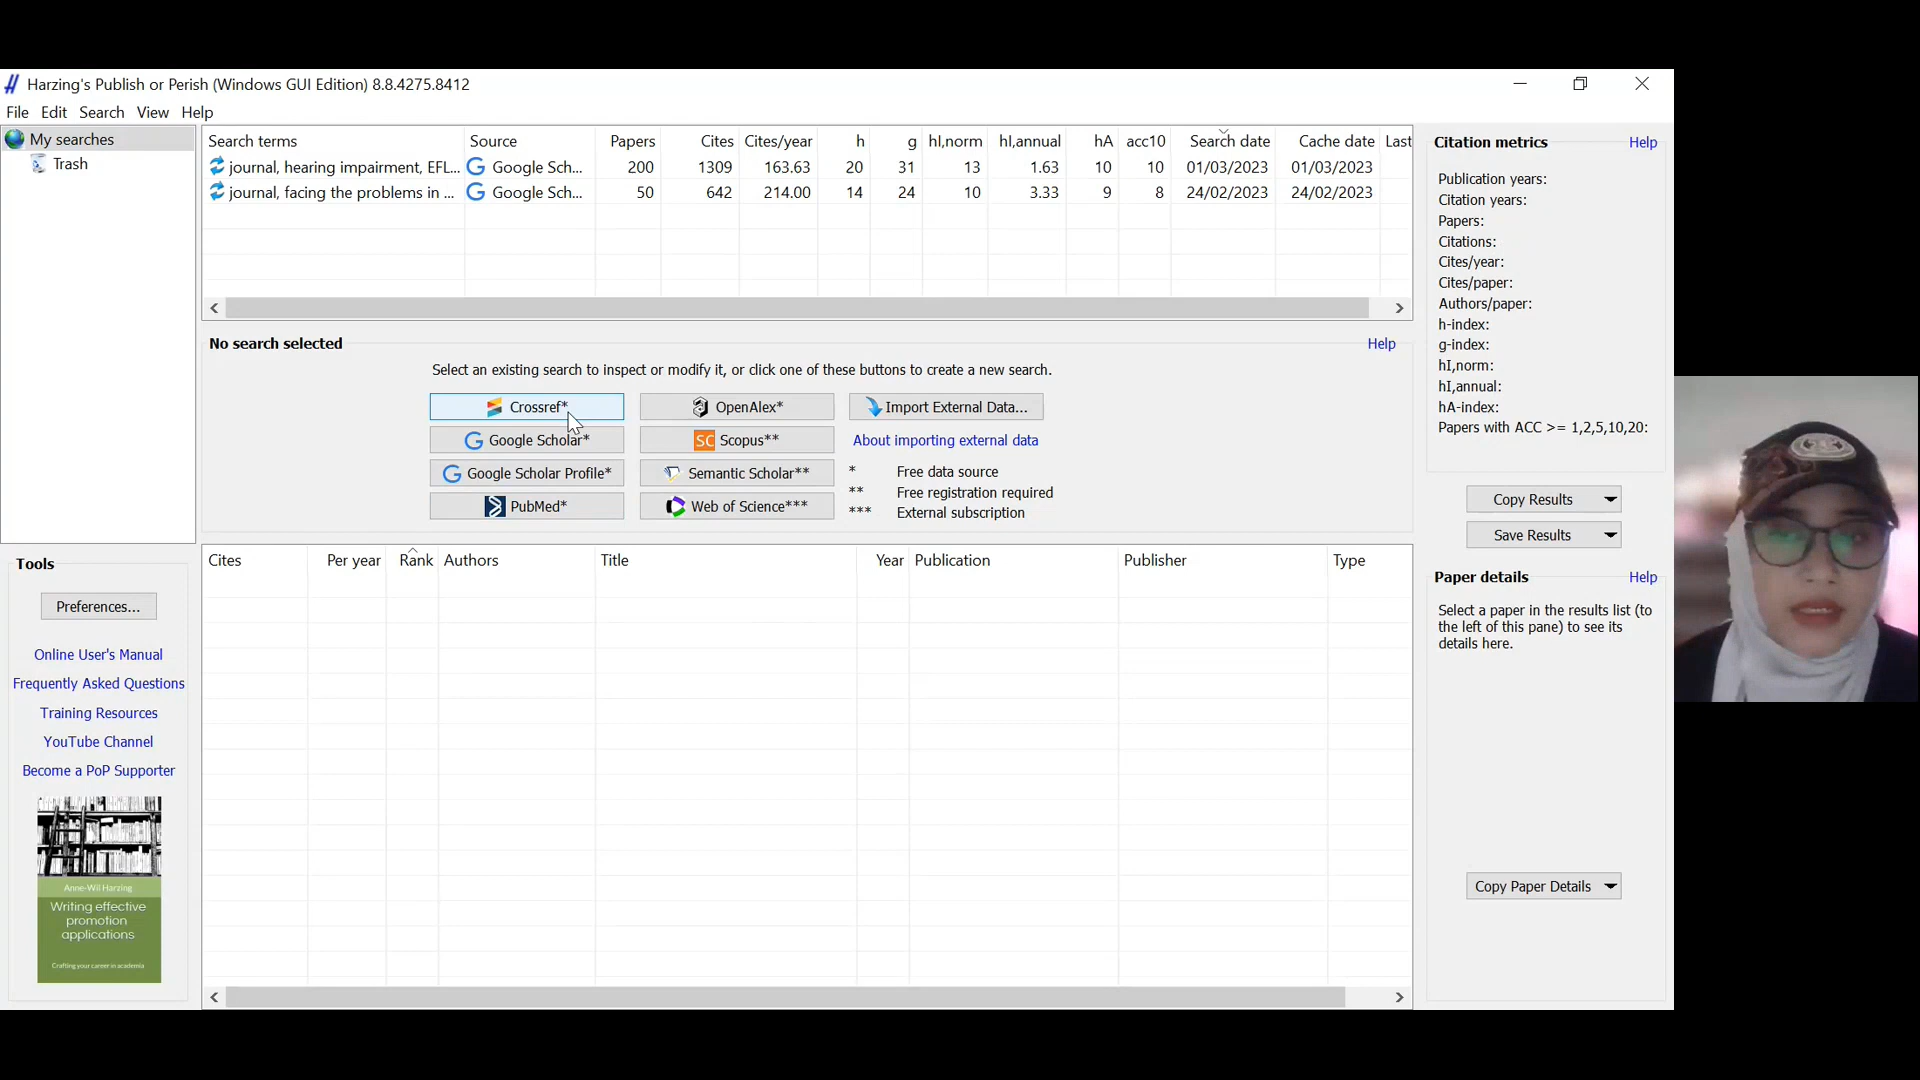 Harzing's Publish or Perish (Windows GUI Edition) 8.8.4275.8412
File Edit Search View Help
My searches
Trash
Search terms Source Papers Cites Cites/year h g hI,norm hI,annual hA acc10 Search date Cache date Last
journal, hearing impairment, EFL... Google Sch... 200 1309 163.63 20 31 13 1.63 10 10 01/03/2023 01/03/2023
journal, facing the problems in ... Google Sch... 50 642 214.00 14 24 10 3.33 9 8 24/02/2023 24/02/2023
No search selected Help
Select an existing search to inspect or modify it, or click one of these buttons to create a new search.
Crossref* OpenAlex* Import External Data...
Google Scholar* Scopus** About importing external data
Google Scholar Profile* Semantic Scholar** * Free data source
PubMed* Web of Science*** ** Free registration required
*** External subscription
Cites Per year Rank Authors Title Year Publication Publisher Type
Citation metrics Help
Publication years:
Citation years:
Papers:
Citations:
Cites/year:
Cites/paper:
Authors/paper:
h-index:
g-index:
hI,norm:
hI,annual:
hA-index:
Papers with ACC >= 1,2,5,10,20:
Copy Results
Save Results
Paper details Help
Select a paper in the results list (to
the left of this pane) to see its
details here.
Copy Paper Details
Tools
Preferences...
Online User's Manual
Frequently Asked Questions
Training Resources
YouTube Channel
Become a PoP Supporter
Anne-Wil Harzing
Writing effective
promotion
applications
Crafting your career in academia